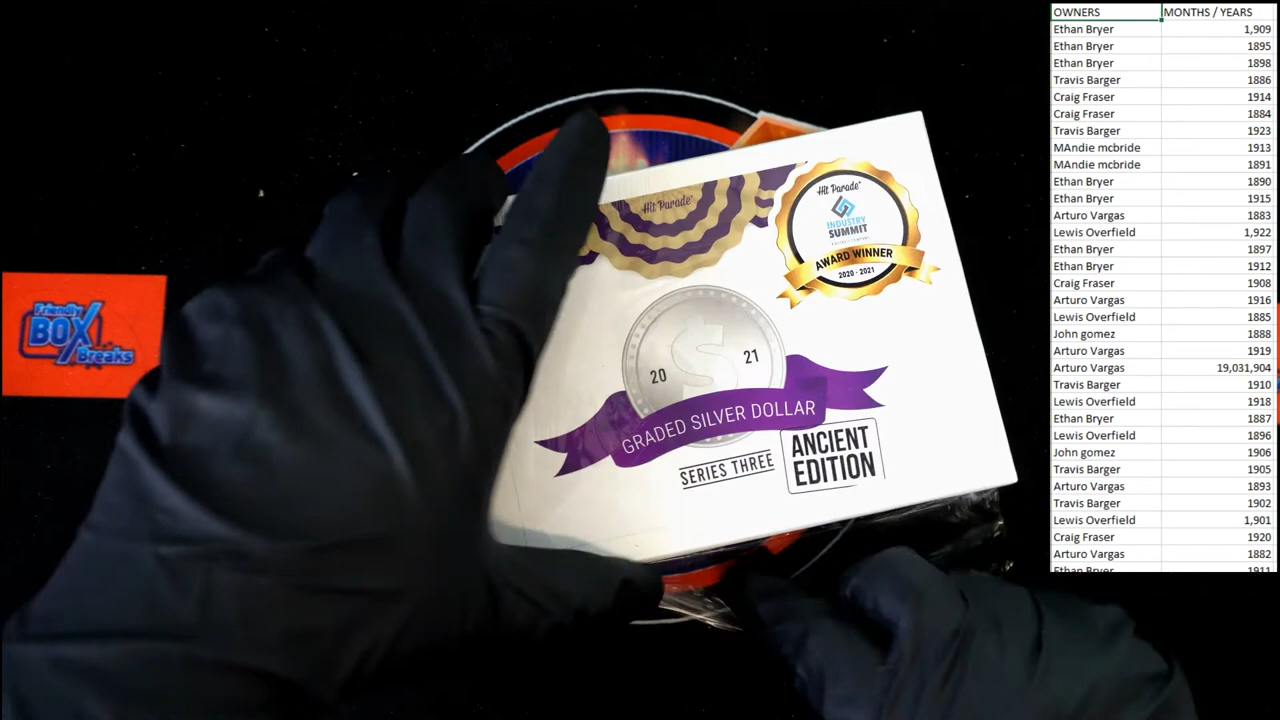 Friendly
BOX
Breaks
Hit Parade
Hit Parade
INDUSTRY
SUMMIT
AWARD WINNER
2020 - 2021
20 21
GRADED SILVER DOLLAR
SERIES THREE
ANCIENT
EDITION
OWNERS MONTHS / YEARS
Ethan Bryer 1,909
Ethan Bryer 1895
Ethan Bryer 1898
Travis Barger 1886
Craig Fraser 1914
Craig Fraser 1884
Travis Barger 1923
MAndie mcbride 1913
MAndie mcbride 1891
Ethan Bryer 1890
Ethan Bryer 1915
Arturo Vargas 1883
Lewis Overfield 1,922
Ethan Bryer 1897
Ethan Bryer 1912
Craig Fraser 1908
Arturo Vargas 1916
Lewis Overfield 1885
John gomez 1888
Arturo Vargas 1919
Arturo Vargas 19,031,904
Travis Barger 1910
Lewis Overfield 1918
Ethan Bryer 1887
Lewis Overfield 1896
John gomez 1906
Travis Barger 1905
Arturo Vargas 1893
Travis Barger 1902
Lewis Overfield 1,901
Craig Fraser 1920
Arturo Vargas 1882
Ethan Bryer 1911